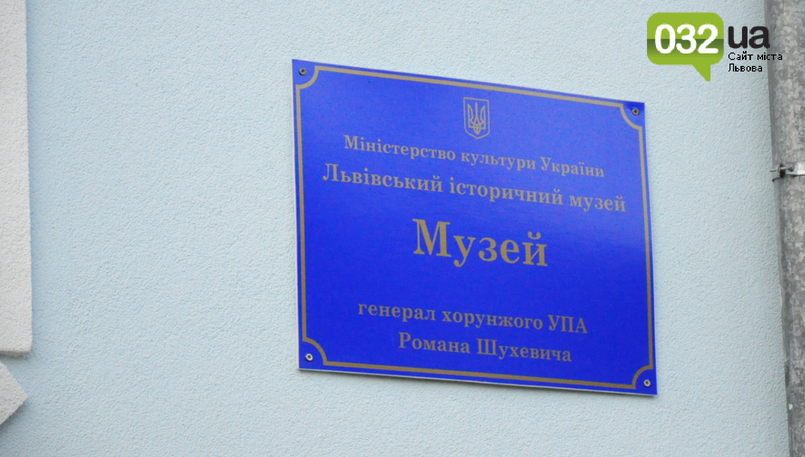 032.ua
Сайт міста
Львова
Міністерство культури України
Львівський історичний музей
Музей
генерал хорунжого УПА
Романа Шухевича